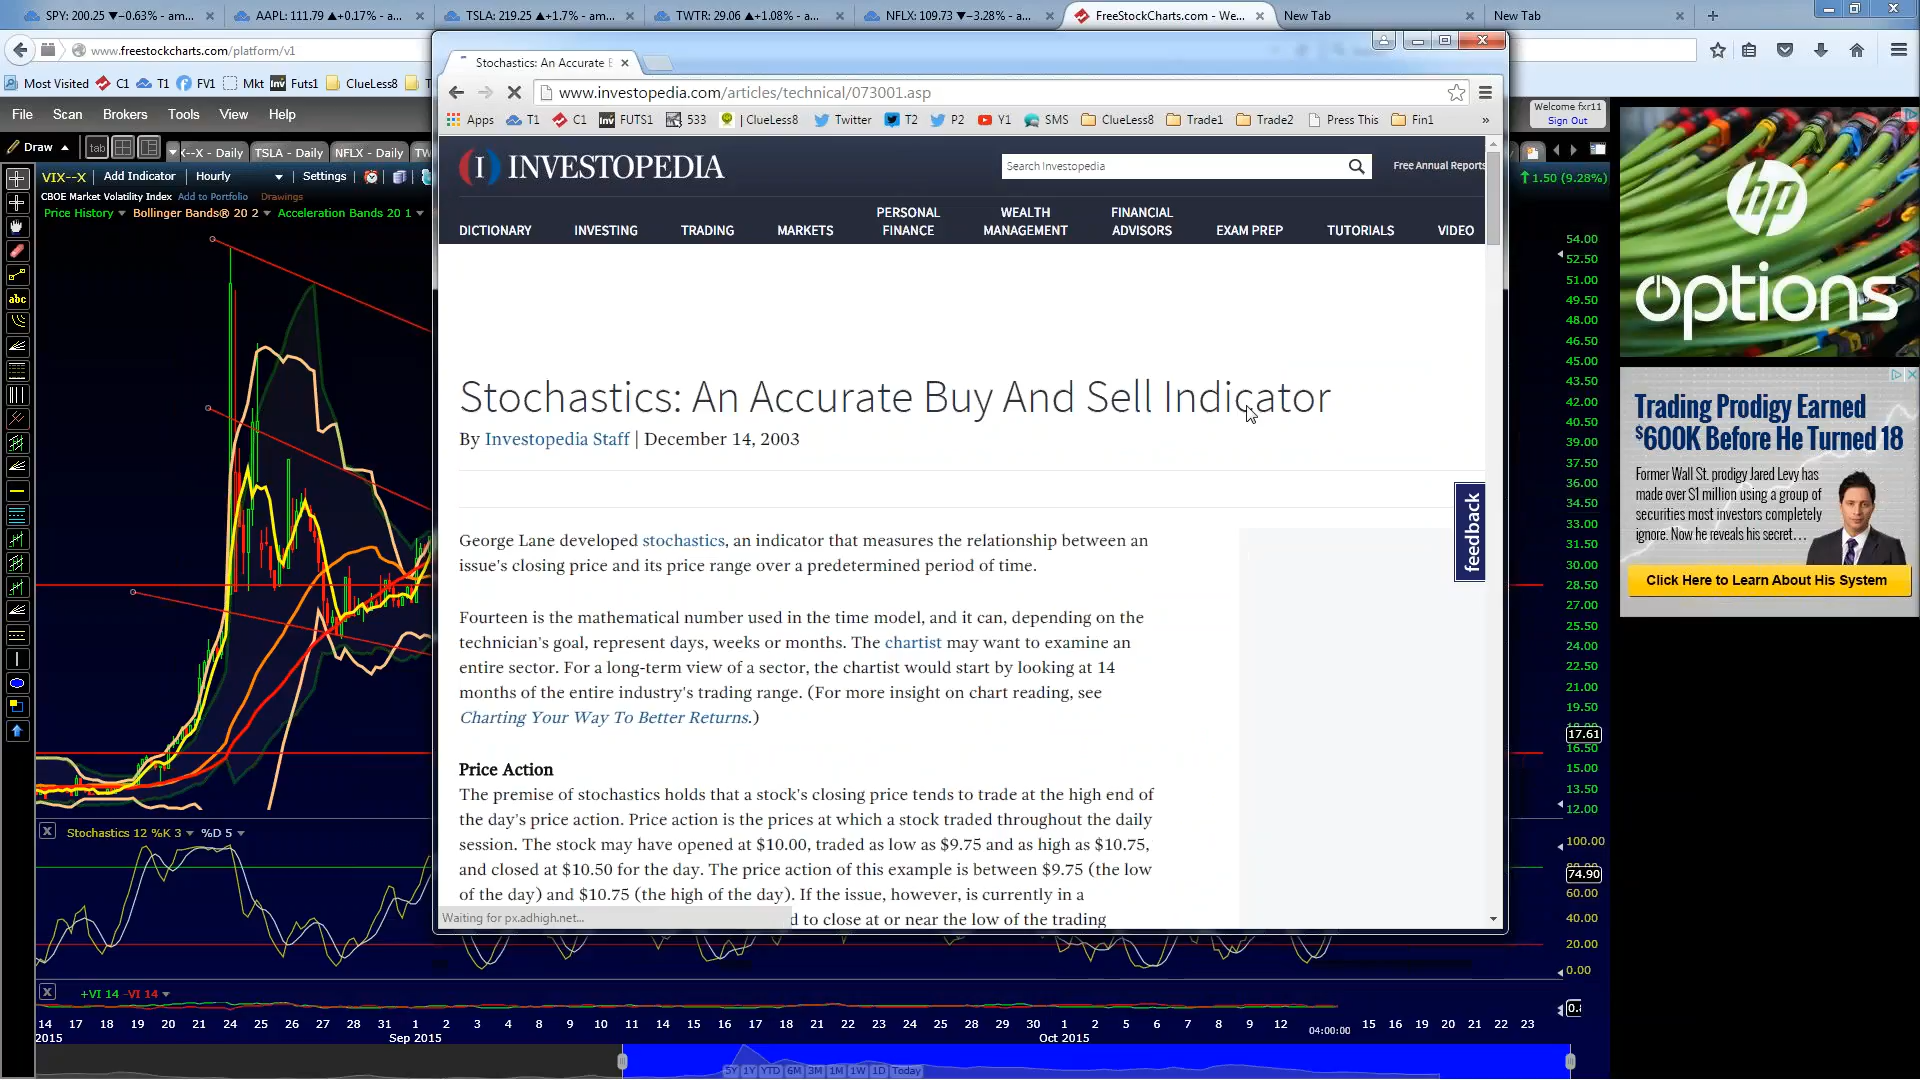 SPY: 200.25 ▼−0.63% - am...
AAPL: 111.79 ▲+0.17% - a...
TSLA: 219.25 ▲+1.7% - am...
TWTR: 29.06 ▲+1.08% - a...
NFLX: 109.73 ▼−3.28% - a...
FreeStockCharts.com - We...
New Tab
New Tab
www.freestockcharts.com/platform/v1
Most Visited C1 T1 FV1 Mkt Futs1 ClueLess8
File Scan Brokers Tools View Help
Welcome fxr11
Sign Out
Draw
tab
X--X - Daily TSLA - Daily NFLX - Daily TW
VIX--X Add Indicator Hourly Settings
1.50 (9.28%)
CBOE Market Volatility Index Add to Portfolio Drawings
Price History Bollinger Bands® 20 2 Acceleration Bands 20 1
abc
Stochastics: An Accurate
www.investopedia.com/articles/technical/073001.asp
Apps T1 C1 FUTS1 533 | ClueLess8 Twitter T2 P2 Y1 SMS ClueLess8 Trade1 Trade2 Press This Fin1 »
INVESTOPEDIA
Search Investopedia
Free Annual Reports
DICTIONARY INVESTING TRADING MARKETS PERSONAL FINANCE WEALTH MANAGEMENT FINANCIAL ADVISORS EXAM PREP TUTORIALS VIDEO
Stochastics: An Accurate Buy And Sell Indicator
By Investopedia Staff | December 14, 2003
feedback
George Lane developed stochastics, an indicator that measures the relationship between an
issue's closing price and its price range over a predetermined period of time.
Fourteen is the mathematical number used in the time model, and it can, depending on the
technician's goal, represent days, weeks or months. The chartist may want to examine an
entire sector. For a long-term view of a sector, the chartist would start by looking at 14
months of the entire industry's trading range. (For more insight on chart reading, see
Charting Your Way To Better Returns.)
Price Action
The premise of stochastics holds that a stock's closing price tends to trade at the high end of
the day's price action. Price action is the prices at which a stock traded throughout the daily
session. The stock may have opened at $10.00, traded as low as $9.75 and as high as $10.75,
and closed at $10.50 for the day. The price action of this example is between $9.75 (the low
of the day) and $10.75 (the high of the day). If the issue, however, is currently in a
d to close at or near the low of the trading
Waiting for px.adhigh.net...
54.00
52.50
51.00
49.50
48.00
46.50
45.00
43.50
42.00
40.50
39.00
37.50
36.00
34.50
33.00
31.50
30.00
28.50
27.00
25.50
24.00
22.50
21.00
19.50
17.61
16.50
15.00
13.50
12.00
100.00
74.90
60.00
40.00
20.00
0.00
hp
options
Trading Prodigy Earned
$600K Before He Turned 18
Former Wall St. prodigy Jared Levy has
made over $1 million using a group of
securities most investors completely
ignore. Now he reveals his secret...
Click Here to Learn About His System
Stochastics 12 %K 3 %D 5
+VI 14 -VI 14
14 17 18 19 20 21 24 25 26 27 28 31 1 2 3 4 8 9 10 11 14 15 16 17 18 21 22 23 24 25 28 29 30 1 2 5 6 7 8 9 12 04:00:00 15 16 19 20 21 22 23
2015 Sep 2015 Oct 2015
5Y 1Y YTD 6M 3M 1M 1W 1D Today